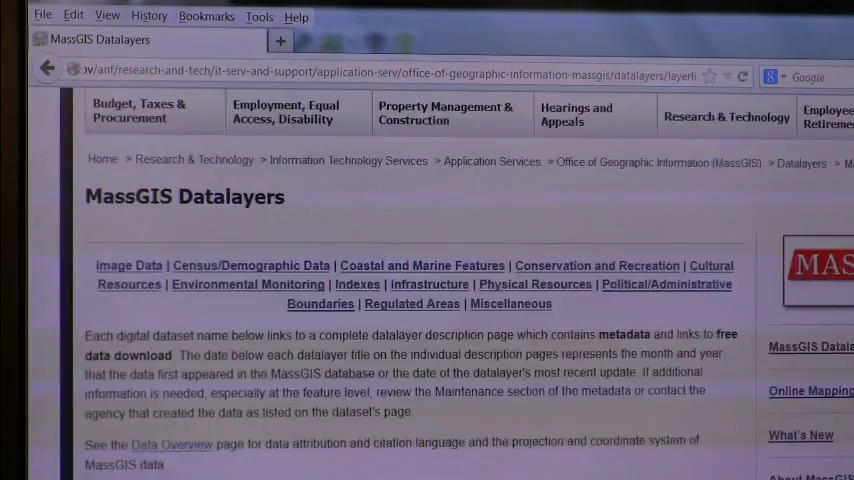 File Edit View History Bookmarks Tools Help
MassGIS Datalayers +
ov/anf/research-and-tech/it-serv-and-support/application-serv/office-of-geographic-information-massgis/datalayers/layerli
Google
Budget, Taxes &
Procurement
Employment, Equal
Access, Disability
Property Management &
Construction
Hearings and
Appeals
Research & Technology
Employee
Retirem
Home > Research & Technology > Information Technology Services > Application Services > Office of Geographic Information (MassGIS) > Datalayers > M
MassGIS Datalayers
Image Data | Census/Demographic Data | Coastal and Marine Features | Conservation and Recreation | Cultural
Resources | Environmental Monitoring | Indexes | Infrastructure | Physical Resources | Political/Administrative
Boundaries | Regulated Areas | Miscellaneous
Each digital dataset name below links to a complete datalayer description page which contains metadata and links to free
data download. The date below each datalayer title on the individual description pages represents the month and year
that the data first appeared in the MassGIS database or the date of the datalayer's most recent update. If additional
information is needed, especially at the feature level, review the Maintenance section of the metadata or contact the
agency that created the data as listed on the dataset's page.
See the Data Overview page for data attribution and citation language and the projection and coordinate system of
MassGIS data
MAS
MassGIS Datala
Online Mapping
What's New
About MassGIS